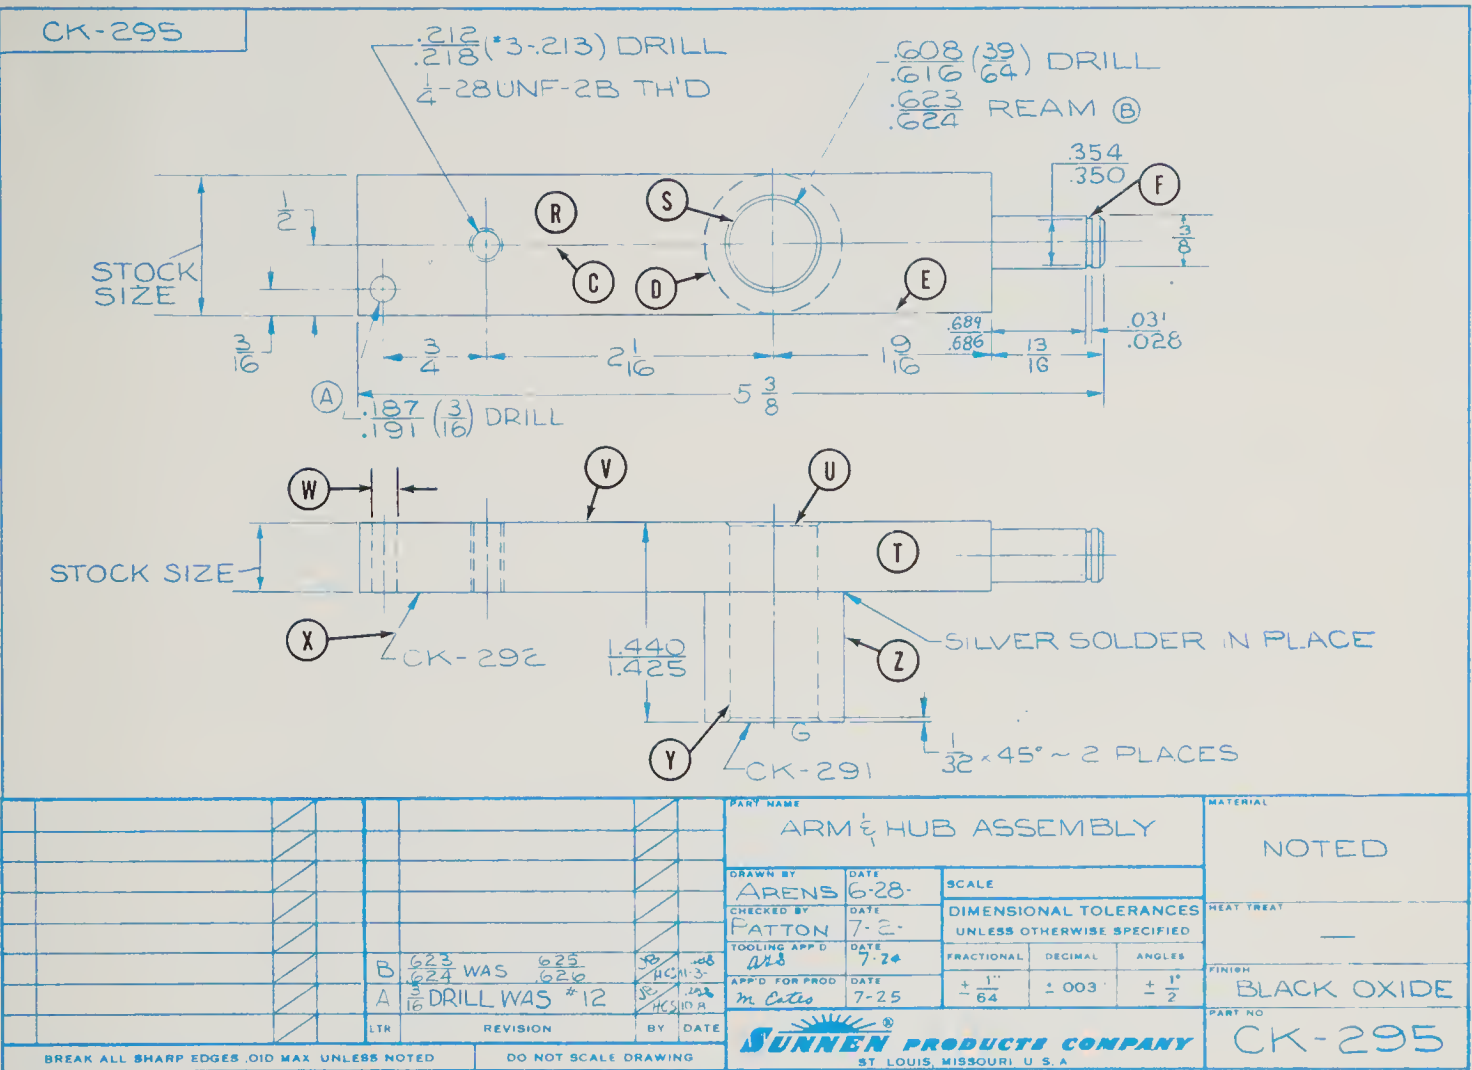 CK-295
.212
.218 (#3-.213) DRILL
1/4-28UNF-2B TH'D
.608
.616 (39/64) DRILL
.623
.624 REAM Ⓑ
.354
.350
F
R
S
1/2
3/8
STOCK
SIZE
C
D
E
3/16
3/4
2 1/16
1 9/16
.689
.686
13/16
.031
.028
5 3/8
Ⓐ .187
.191 (3/16) DRILL
W
V
U
T
STOCK SIZE
X
CK-292
1.440
1.425
SILVER SOLDER IN PLACE
Z
Y
G
CK-291
1/32 × 45° ~ 2 PLACES
PART NAME
ARM & HUB ASSEMBLY
MATERIAL
NOTED
DRAWN BY
ARENS
DATE
6-28-
SCALE
CHECKED BY
PATTON
DATE
7-2-
DIMENSIONAL TOLERANCES
UNLESS OTHERWISE SPECIFIED
HEAT TREAT
—
TOOLING APP'D
DATE
FRACTIONAL
DECIMAL
ANGLES
± 1/64"
± .003
± 1/2°
APP'D FOR PROD
m Eates
DATE
7-25
FINISH
BLACK OXIDE
B 623/624 WAS 625/626
A 3/16 DRILL WAS #12
LTR
REVISION
BY
DATE
SUNNEN PRODUCTS COMPANY
®
ST. LOUIS, MISSOURI, U. S. A.
PART NO
CK-295
BREAK ALL SHARP EDGES .010 MAX UNLESS NOTED
DO NOT SCALE DRAWING